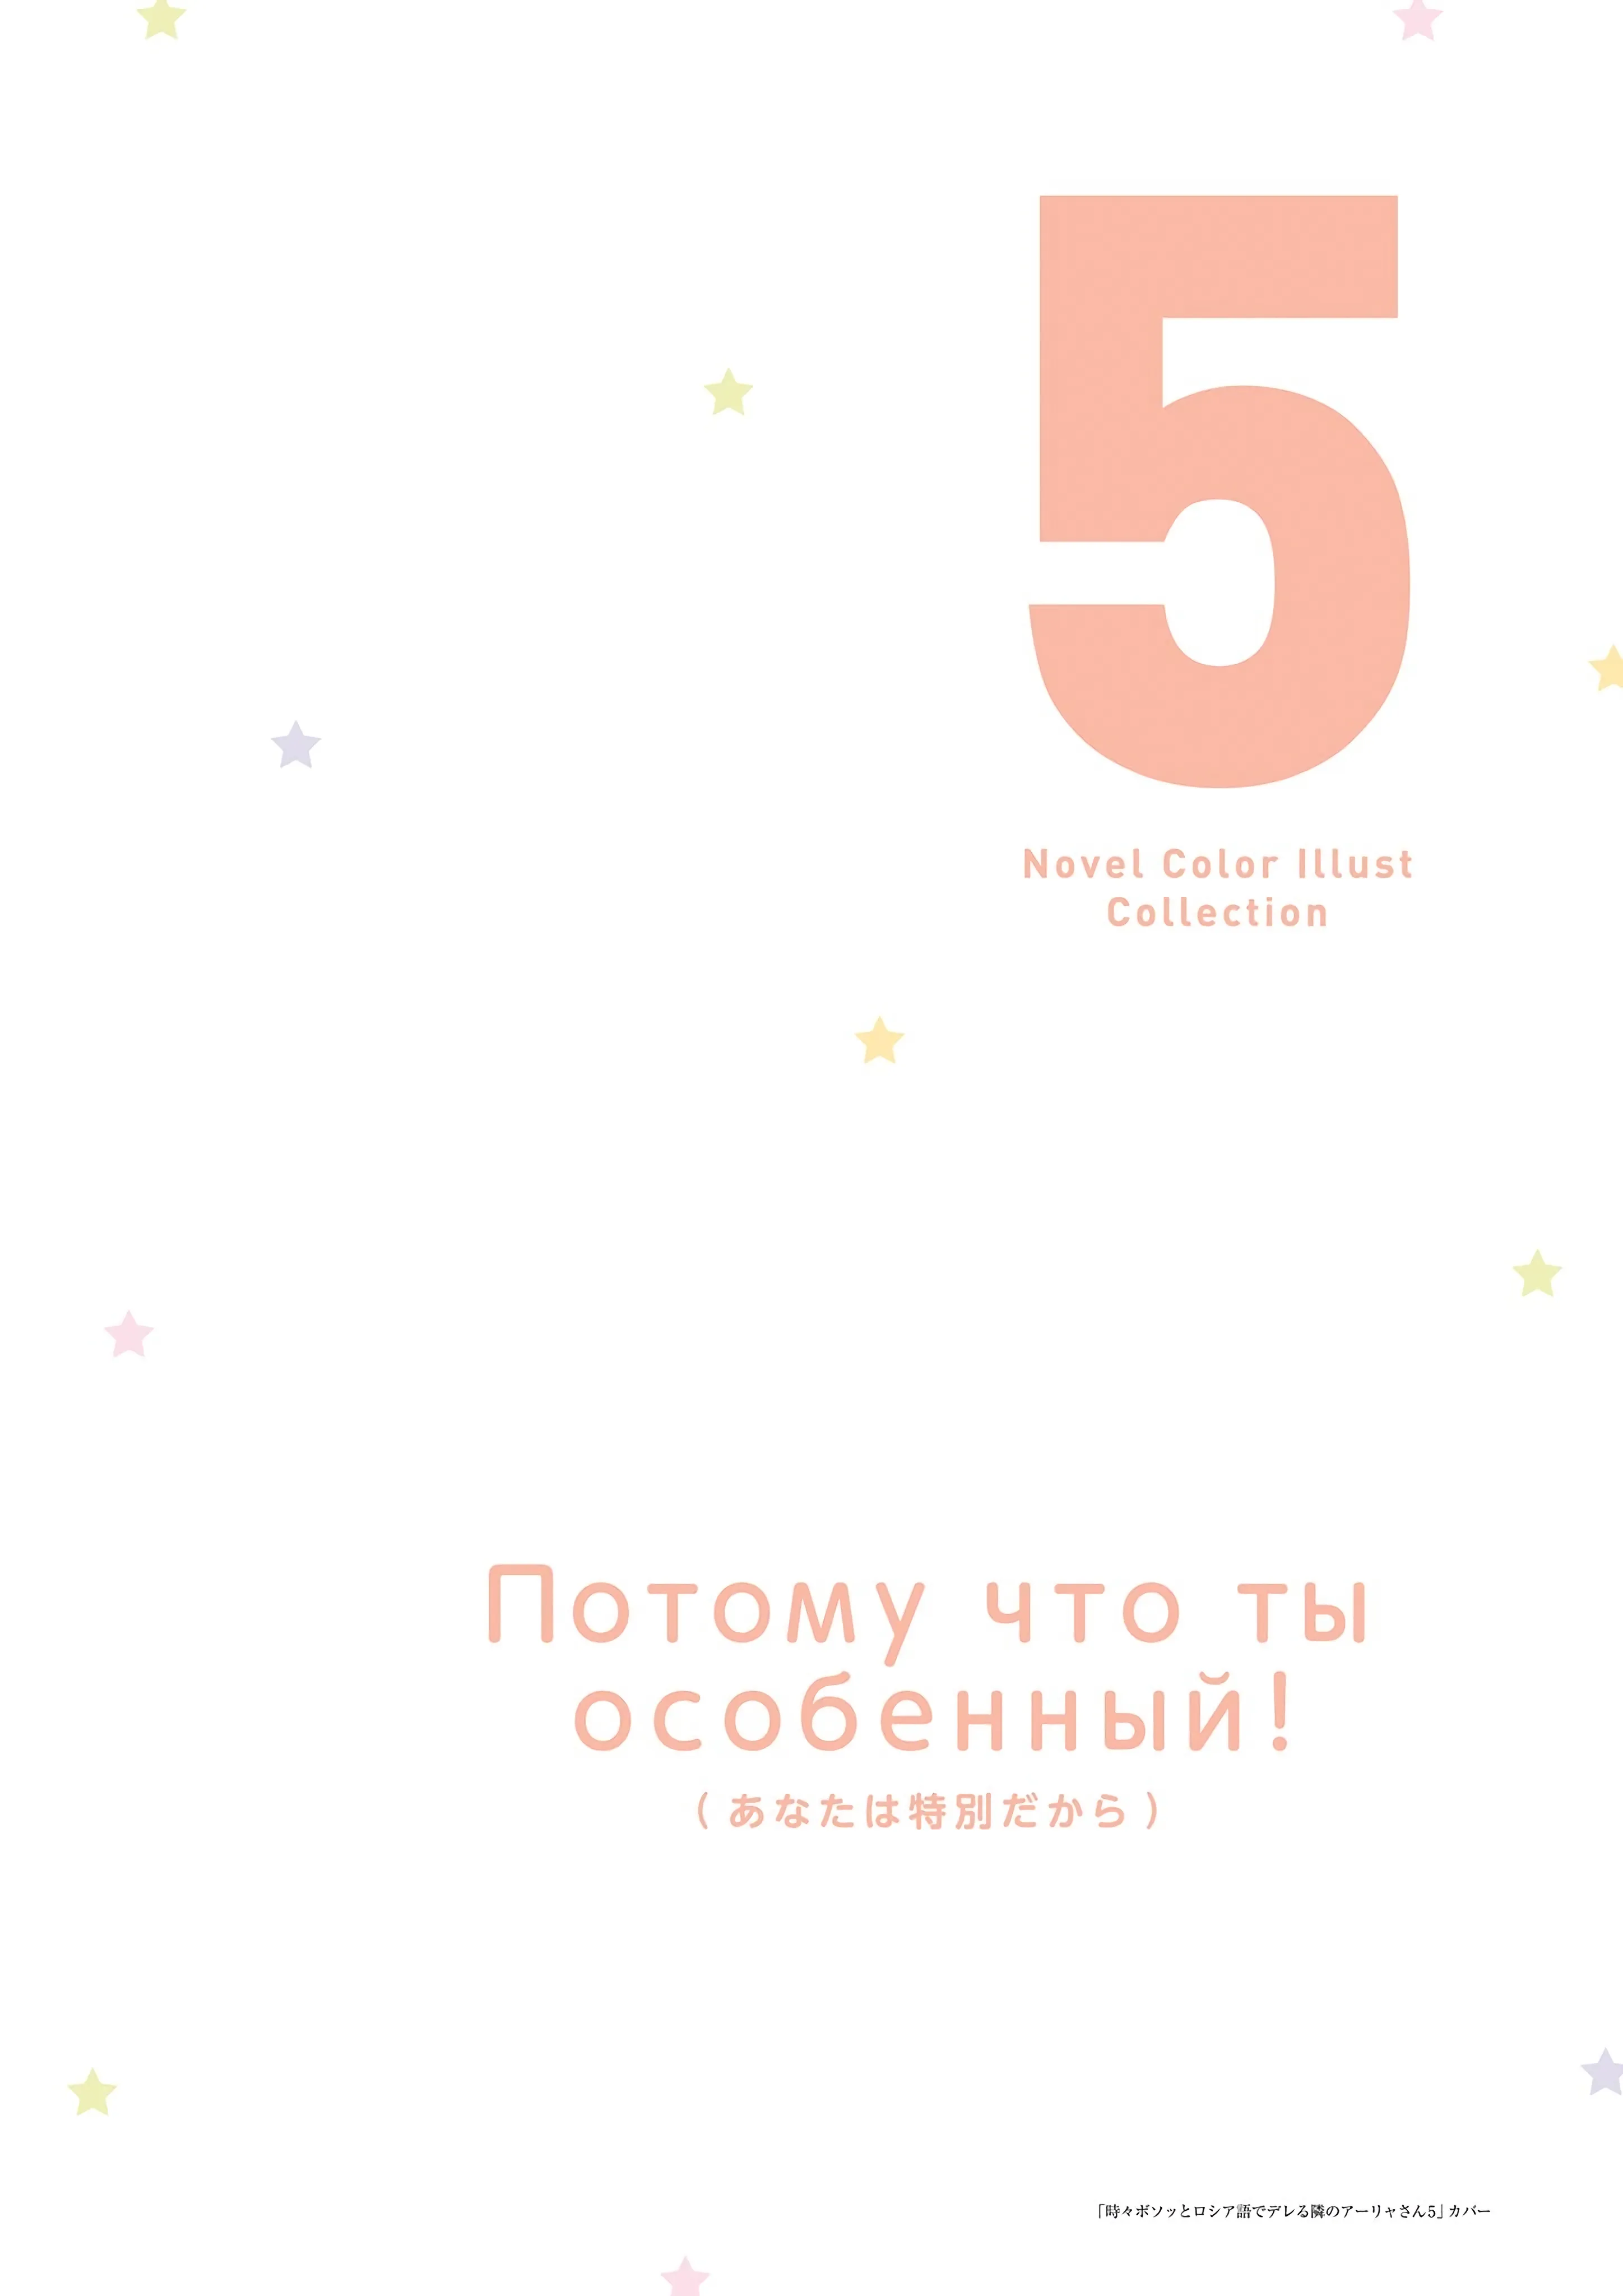 5
Novel Color Illust
Collection
Потому что ты
особенный!
(あなたは特別だから)
「時々ボソッとロシア語でデレる隣のアーリャさん5」カバー